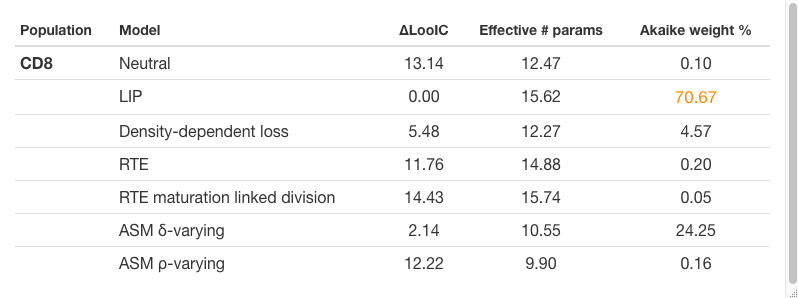 Population Model ΔLooIC Effective # params Akaike weight %
CD8 Neutral 13.14 12.47 0.10
LIP 0.00 15.62 70.67
Density-dependent loss 5.48 12.27 4.57
RTE 11.76 14.88 0.20
RTE maturation linked division 14.43 15.74 0.05
ASM δ-varying 2.14 10.55 24.25
ASM ρ-varying 12.22 9.90 0.16